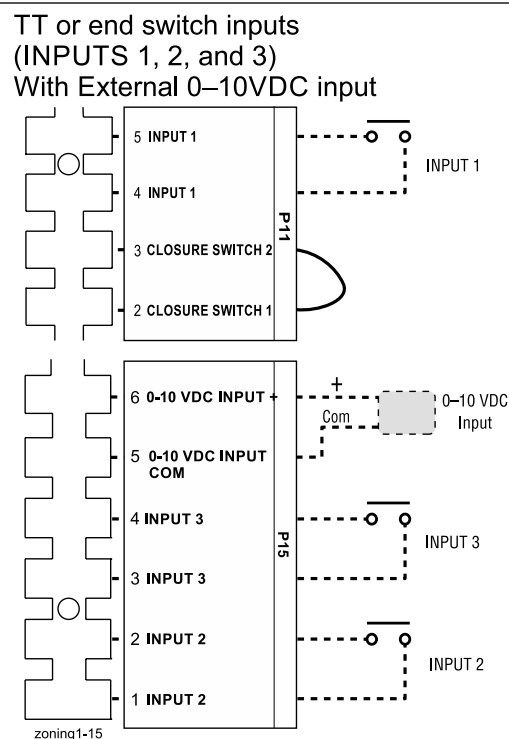 TT or end switch inputs
(INPUTS 1, 2, and 3)
With External 0–10VDC input
5 INPUT 1
4 INPUT 1
INPUT 1
P11
3 CLOSURE SWITCH 2
2 CLOSURE SWITCH 1
6 0-10 VDC INPUT +
+
0–10 VDC
Input
Com
5 0-10 VDC INPUT
COM
4 INPUT 3
3 INPUT 3
INPUT 3
P15
2 INPUT 2
1 INPUT 2
INPUT 2
zoning1-15